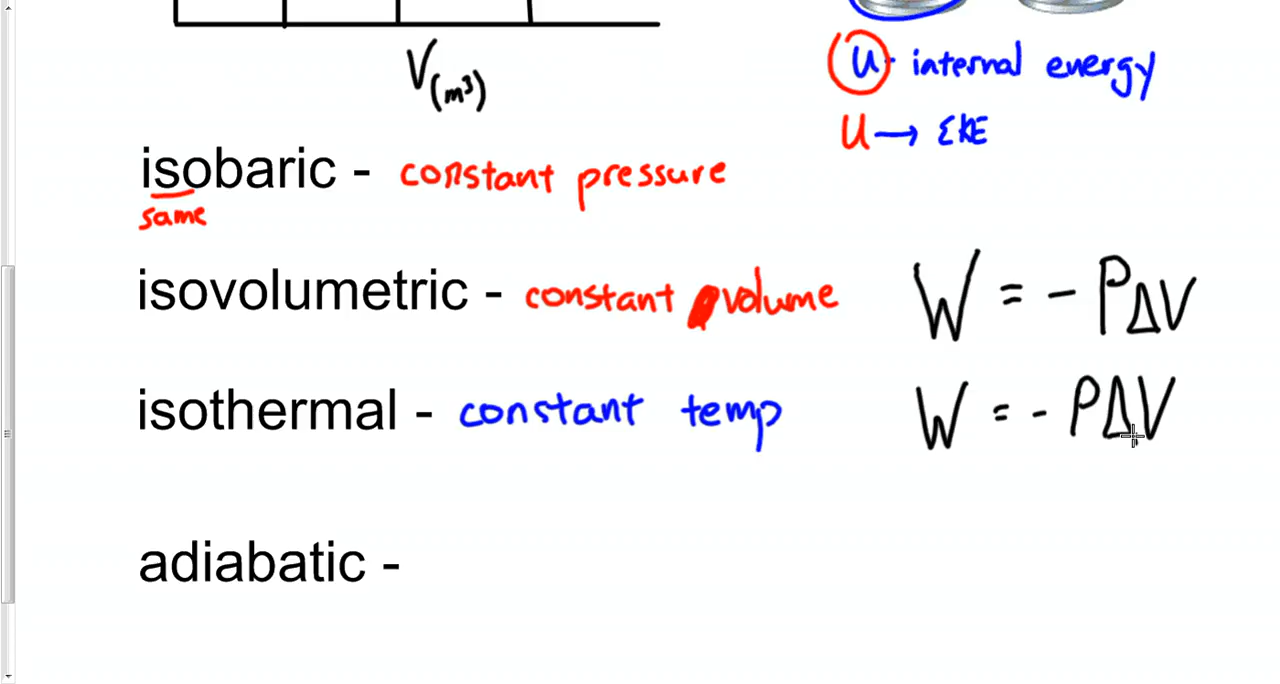 V(m³)
U - internal energy
U → ΣKE
isobaric - constant pressure
same
isovolumetric - constant volume
W = - PΔV
isothermal - constant temp
W = - PΔV
adiabatic -